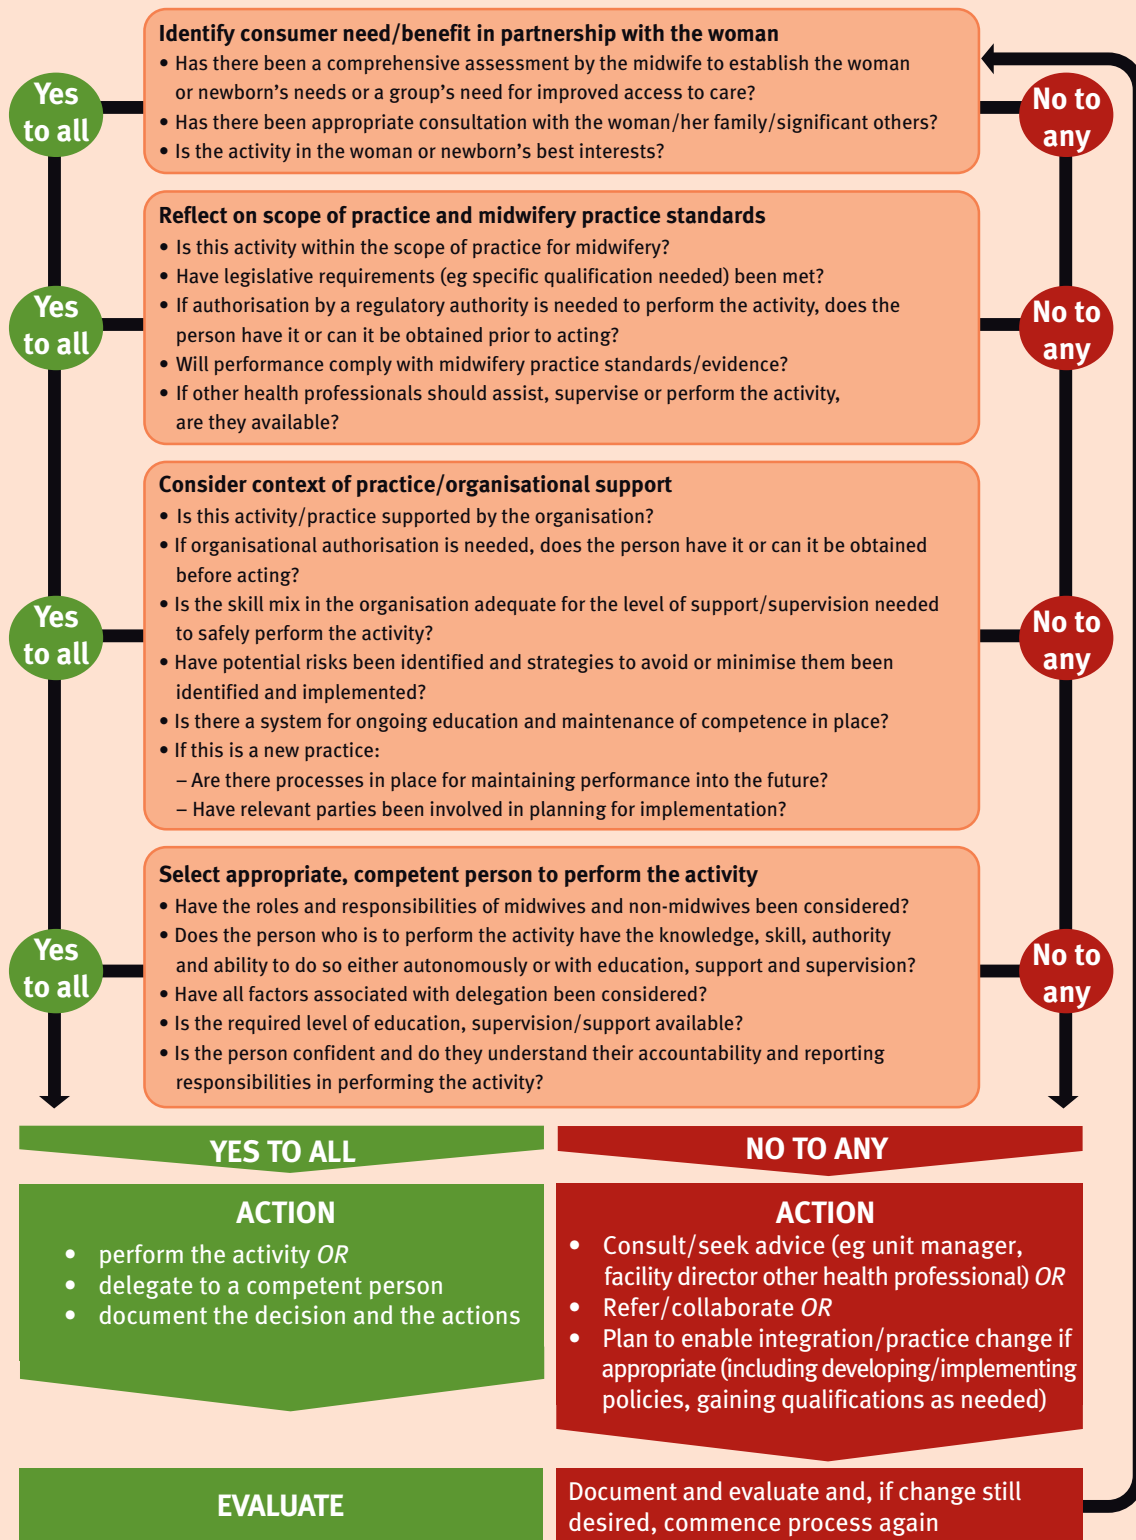 Identify consumer need/benefit in partnership with the woman
• Has there been a comprehensive assessment by the midwife to establish the woman
or newborn's needs or a group's need for improved access to care?
• Has there been appropriate consultation with the woman/her family/significant others?
• Is the activity in the woman or newborn's best interests?
Yes
to all
No to
any
Reflect on scope of practice and midwifery practice standards
• Is this activity within the scope of practice for midwifery?
• Have legislative requirements (eg specific qualification needed) been met?
• If authorisation by a regulatory authority is needed to perform the activity, does the
person have it or can it be obtained prior to acting?
• Will performance comply with midwifery practice standards/evidence?
• If other health professionals should assist, supervise or perform the activity,
are they available?
Yes
to all
No to
any
Consider context of practice/organisational support
• Is this activity/practice supported by the organisation?
• If organisational authorisation is needed, does the person have it or can it be obtained
before acting?
• Is the skill mix in the organisation adequate for the level of support/supervision needed
to safely perform the activity?
• Have potential risks been identified and strategies to avoid or minimise them been
identified and implemented?
• Is there a system for ongoing education and maintenance of competence in place?
• If this is a new practice:
– Are there processes in place for maintaining performance into the future?
– Have relevant parties been involved in planning for implementation?
Yes
to all
No to
any
Select appropriate, competent person to perform the activity
• Have the roles and responsibilities of midwives and non-midwives been considered?
• Does the person who is to perform the activity have the knowledge, skill, authority
and ability to do so either autonomously or with education, support and supervision?
• Have all factors associated with delegation been considered?
• Is the required level of education, supervision/support available?
• Is the person confident and do they understand their accountability and reporting
responsibilities in performing the activity?
Yes
to all
No to
any
YES TO ALL
ACTION
• perform the activity OR
• delegate to a competent person
• document the decision and the actions
EVALUATE
NO TO ANY
ACTION
• Consult/seek advice (eg unit manager,
facility director other health professional) OR
• Refer/collaborate OR
• Plan to enable integration/practice change if
appropriate (including developing/implementing
policies, gaining qualifications as needed)
Document and evaluate and, if change still
desired, commence process again